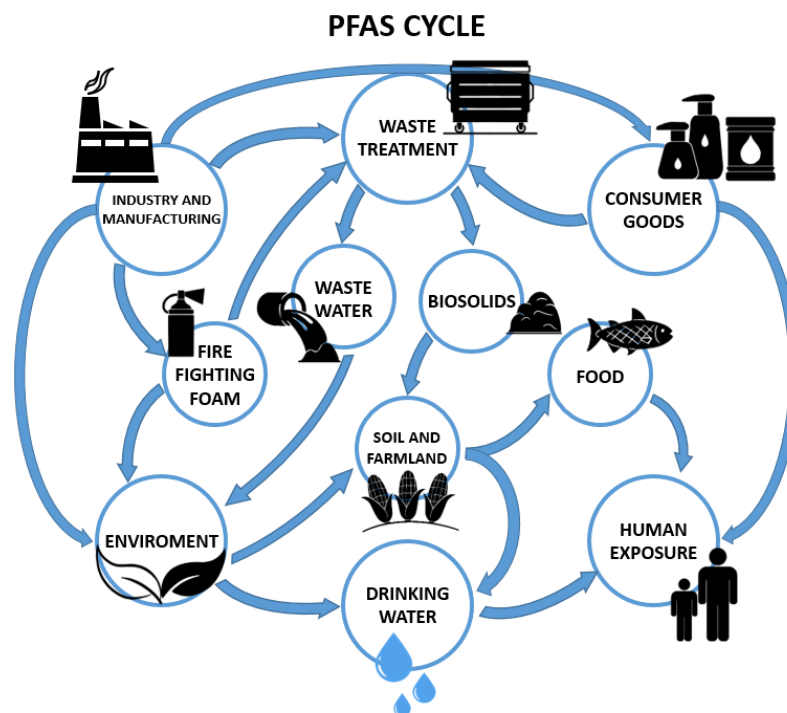 PFAS CYCLE
WASTE
TREATMENT
INDUSTRY AND
MANUFACTURING
CONSUMER
GOODS
WASTE
WATER
BIOSOLIDS
FIRE
FIGHTING
FOAM
FOOD
SOIL AND
FARMLAND
ENVIROMENT
HUMAN
EXPOSURE
DRINKING
WATER